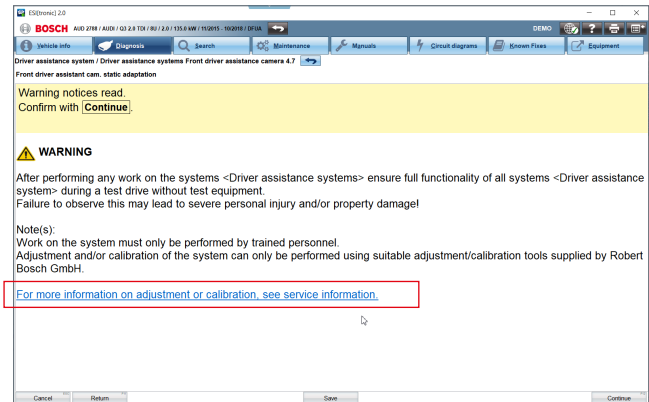 ESI[tronic] 2.0
BOSCH AUD 2788 / AUDI / Q3 2.0 TDI / 8U / 2.0 / 135.0 kW / 11/2015 - 10/2018 / DFUA
DEMO
Vehicle info Diagnosis Search Maintenance Manuals Circuit diagrams Known Fixes Equipment
Driver assistance system / Driver assistance systems Front driver assistance camera 4.7
Front driver assistant cam. static adaptation
Warning notices read.
Confirm with Continue.
WARNING
After performing any work on the systems <Driver assistance systems> ensure full functionality of all systems <Driver assistance
system> during a test drive without test equipment.
Failure to observe this may lead to severe personal injury and/or property damage!
Note(s):
Work on the system must only be performed by trained personnel.
Adjustment and/or calibration of the system can only be performed using suitable adjustment/calibration tools supplied by Robert
Bosch GmbH.
For more information on adjustment or calibration, see service information.
Cancel Return Save Continue